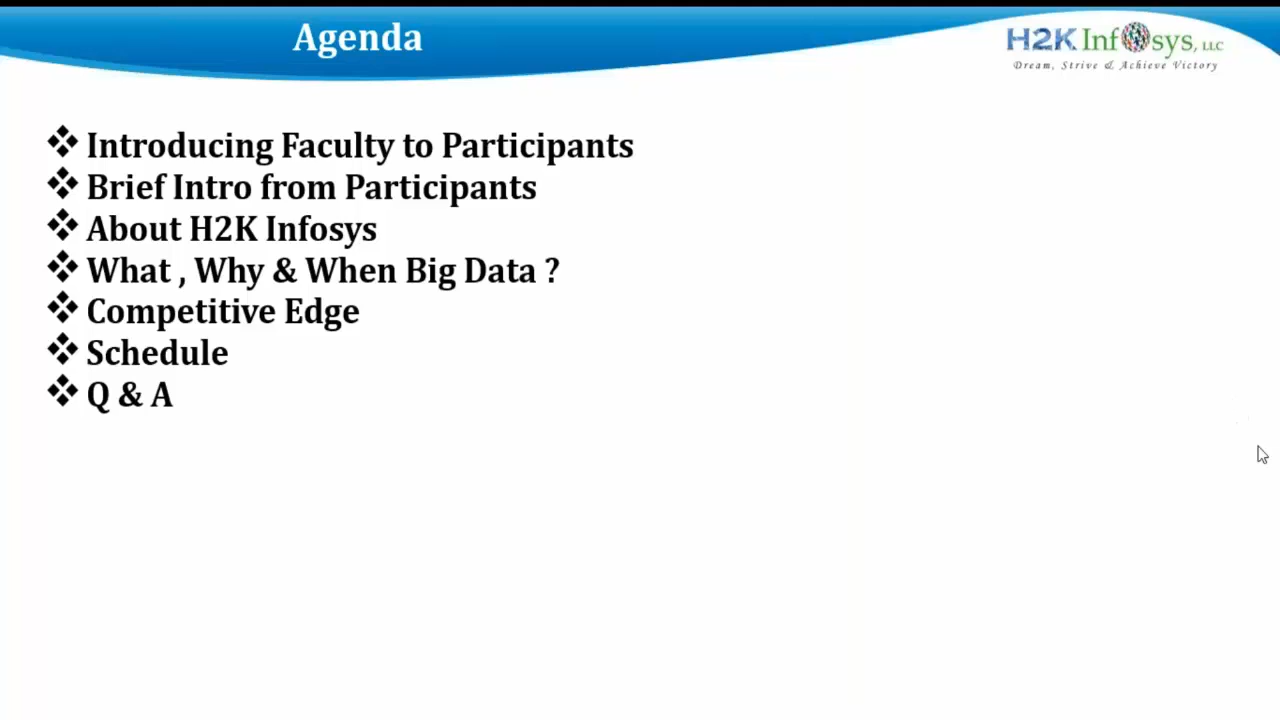 Agenda
H2K Infosys, LLC
Dream, Strive & Achieve Victory
Introducing Faculty to Participants
Brief Intro from Participants
About H2K Infosys
What , Why & When Big Data ?
Competitive Edge
Schedule
Q & A